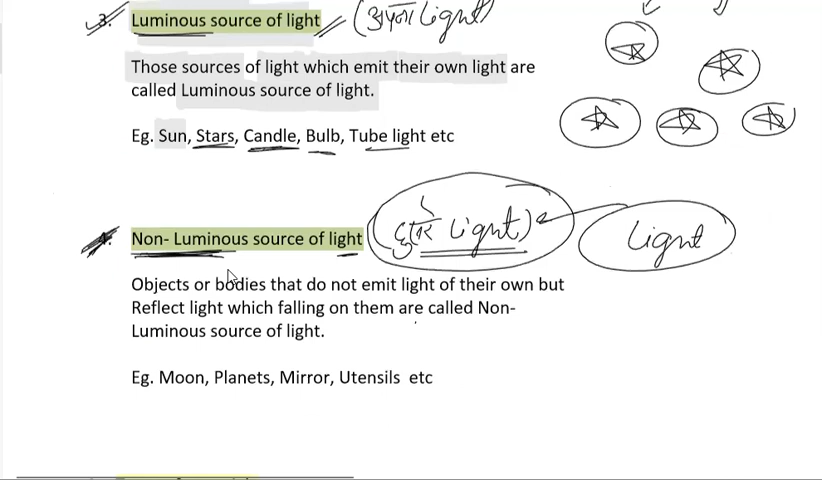 3. Luminous source of light (अपना Light)
Those sources of light which emit their own light are
called Luminous source of light.
Eg. Sun, Stars, Candle, Bulb, Tube light etc
Non- Luminous source of light Light) Light
Objects or bodies that do not emit light of their own but
Reflect light which falling on them are called Non-
Luminous source of light.
Eg. Moon, Planets, Mirror, Utensils etc